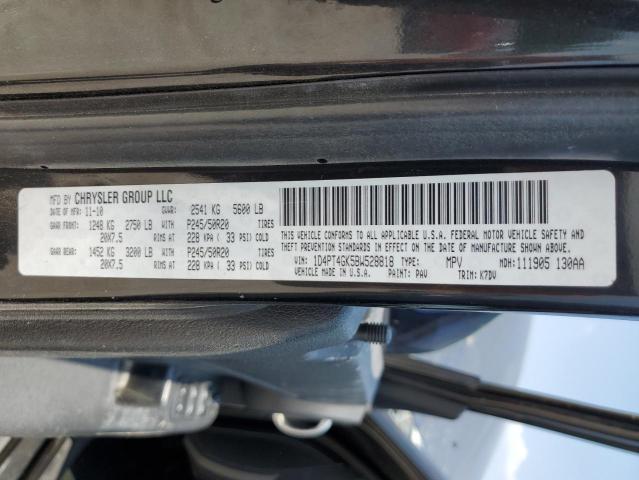 MFD BY CHRYSLER GROUP LLC
DATE OF MFR: 11-10 GVWR: 2541 KG 5600 LB
GAWR FRONT: 1248 KG 2750 LB WITH P245/50R20 TIRES
20X7.5 RIMS AT 228 KPA ( 33 PSI) COLD
GAWR REAR: 1452 KG 3200 LB WITH P245/50R20 TIRES
20X7.5 RIMS AT 228 KPA ( 33 PSI) COLD
THIS VEHICLE CONFORMS TO ALL APPLICABLE U.S.A. FEDERAL MOTOR VEHICLE SAFETY AND
THEFT PREVENTION STANDARDS IN EFFECT ON THE DATE OF MANUFACTURE SHOWN ABOVE.
VIN: 1D4PT4GK5BW528818 TYPE: MPV MDH: 111905 130AA
VEHICLE MADE IN U.S.A. PAINT: PAV TRIM: K7DV